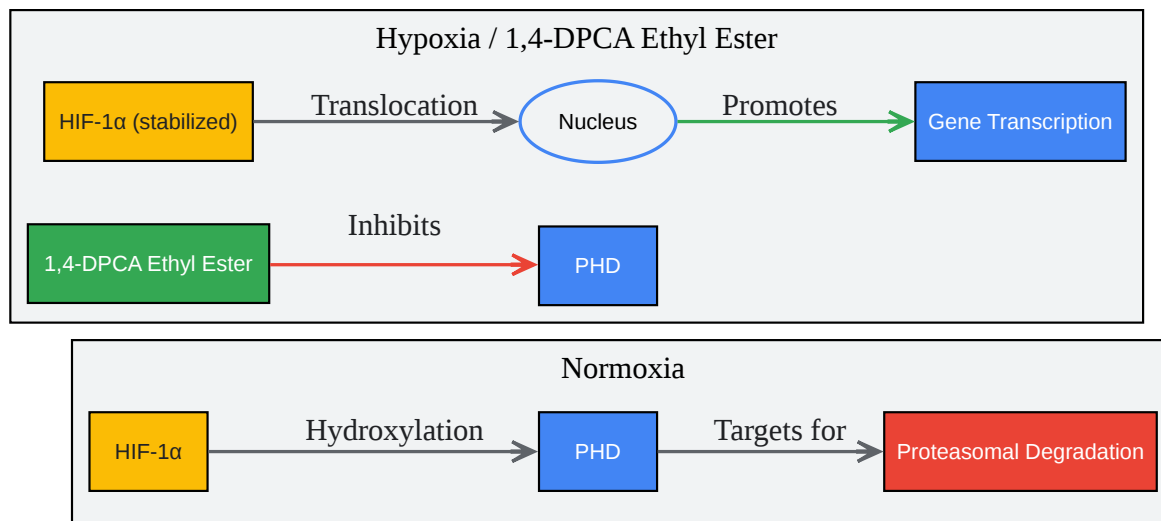 Hypoxia / 1,4-DPCA Ethyl Ester
HIF-1α (stabilized)
Translocation
Nucleus
Promotes
Gene Transcription
1,4-DPCA Ethyl Ester
Inhibits
PHD
Normoxia
HIF-1α
Hydroxylation
PHD
Targets for
Proteasomal Degradation